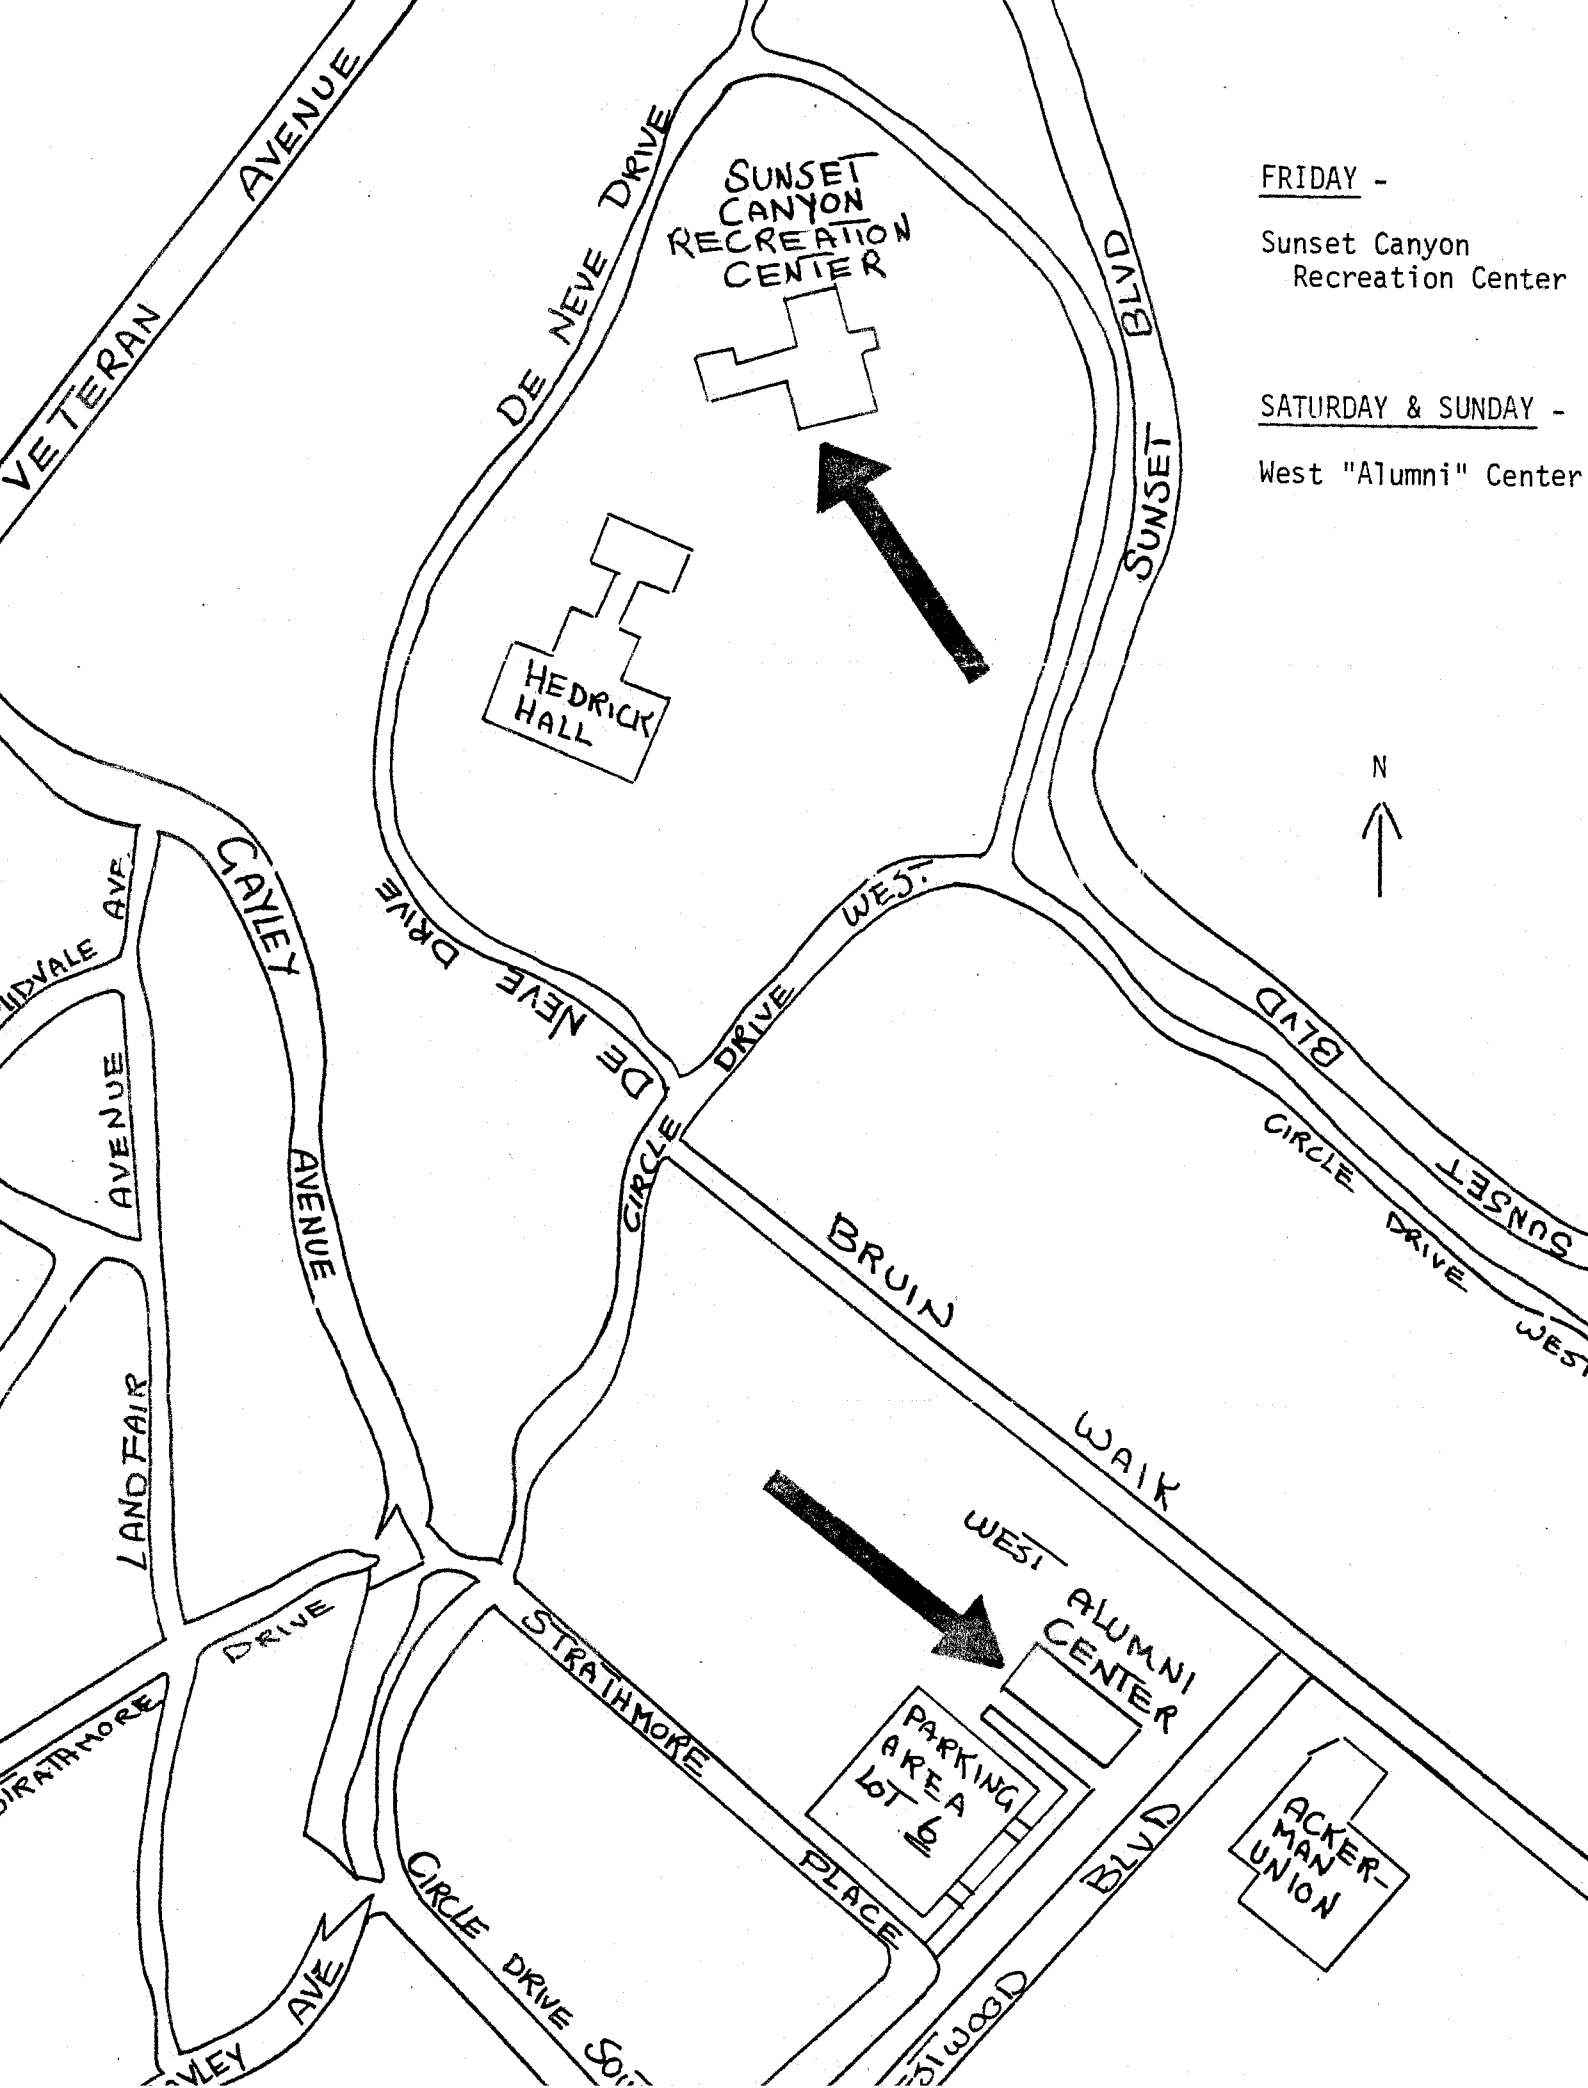 VETERAN AVENUE
DE NEVE DRIVE
SUNSET
CANYON
RECREATION
CENTER
SUNSET BLVD
FRIDAY -
Sunset Canyon
Recreation Center
SATURDAY & SUNDAY -
West "Alumni" Center
N
HEDRICK
HALL
GAYLEY AVENUE
AVE.
AVENUE
LANDFAIR
DE NEVE DRIVE
CIRCLE DRIVE WEST
SUNSET BLVD
CIRCLE DRIVE WEST
BRUIN WALK
WEST ALUMNI
CENTER
PARKING
AREA
LOT 6
STRATHMORE PLACE
DRIVE
CIRCLE DRIVE
AVE
BLVD
ACKER-
MAN
UNION